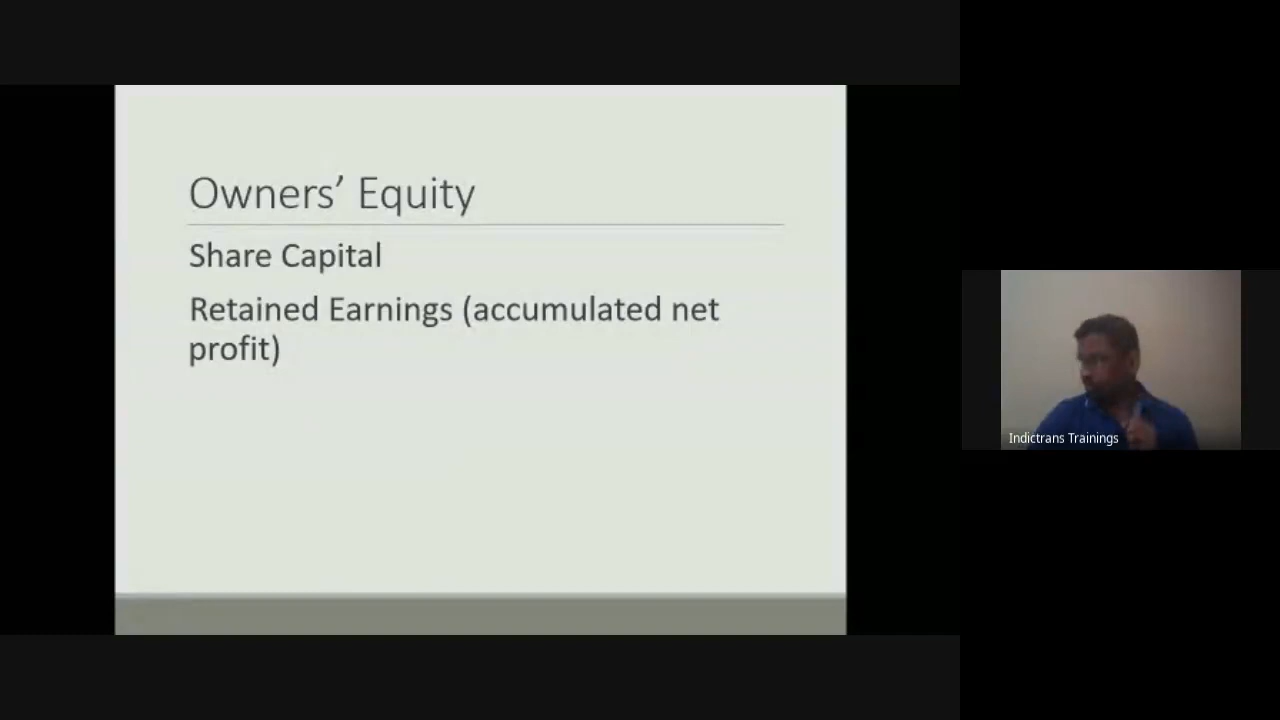 Owners’ Equity
Share Capital
Retained Earnings (accumulated net
profit)
Indictrans Trainings